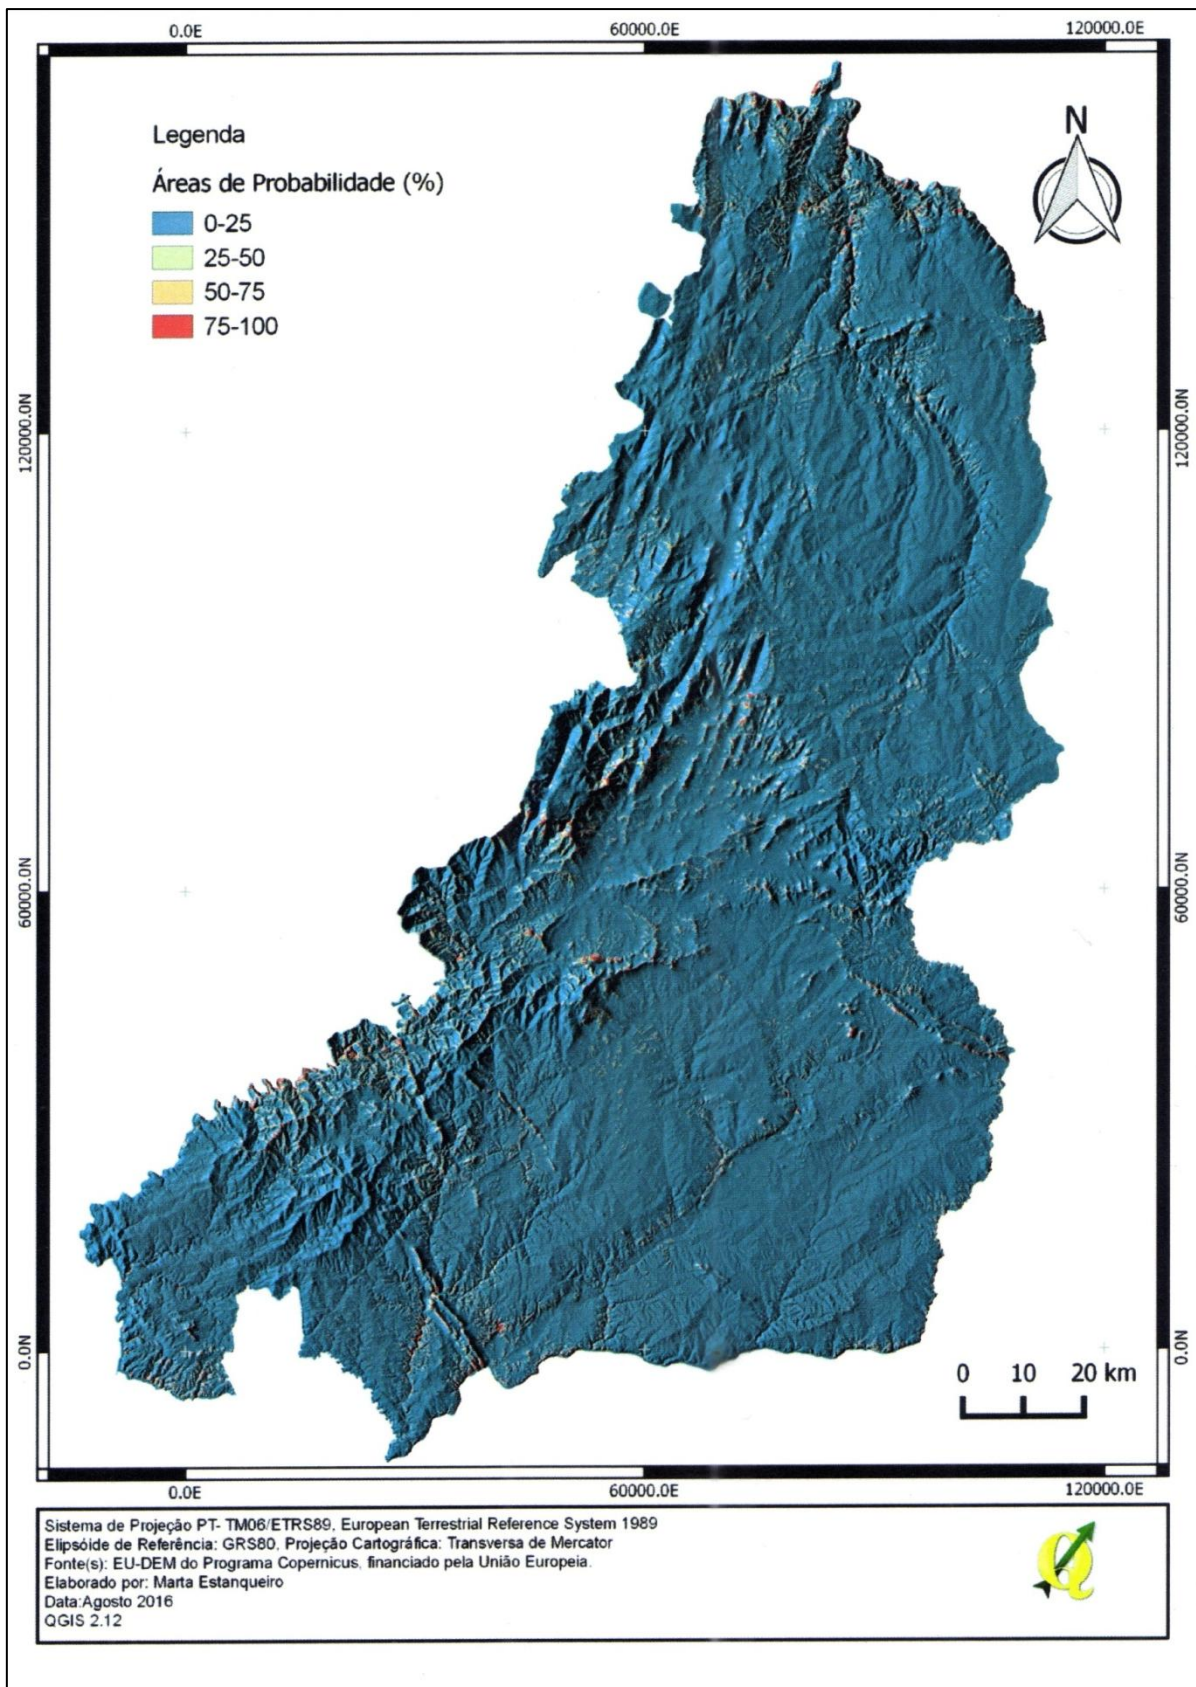 0.0E 60000.0E 120000.0E
Legenda
Áreas de Probabilidade (%)
0-25
25-50
50-75
75-100
N
120000.0N 120000.0N
60000.0N 60000.0N
0.0N 0.0N
0 10 20 km
0.0E 60000.0E 120000.0E
Sistema de Projeção PT- TM06/ETRS89, European Terrestrial Reference System 1989
Elipsóide de Referência: GRS80, Projeção Cartográfica: Transversa de Mercator
Fonte(s): EU-DEM do Programa Copernicus, financiado pela União Europeia.
Elaborado por: Marta Estanqueiro
Data:Agosto 2016
QGIS 2.12
Q